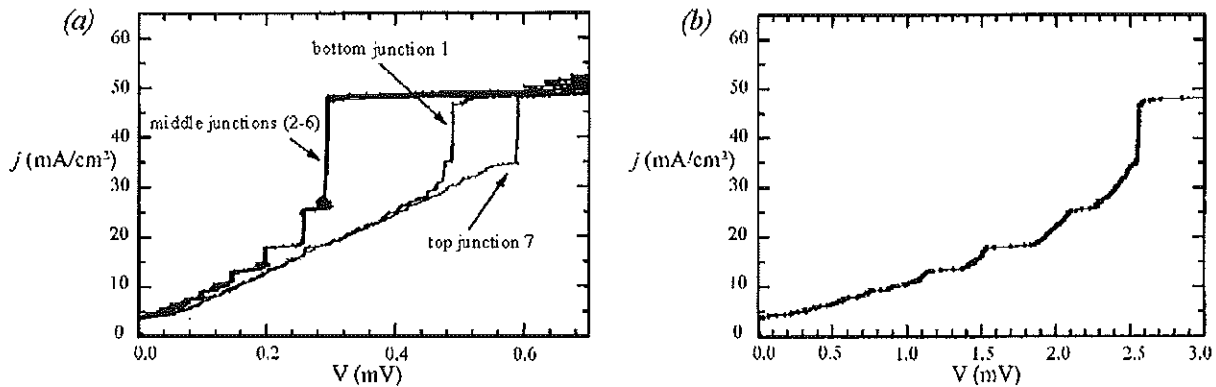 (a)
60
50
40
30
20
10
0
j (mA/cm²)
bottom junction 1
middle junctions (2-6)
top junction 7
0.0 0.2 0.4 0.6
V (mV)
(b)
60
50
40
30
20
10
0
j (mA/cm²)
0.0 0.5 1.0 1.5 2.0 2.5 3.0
V (mV)